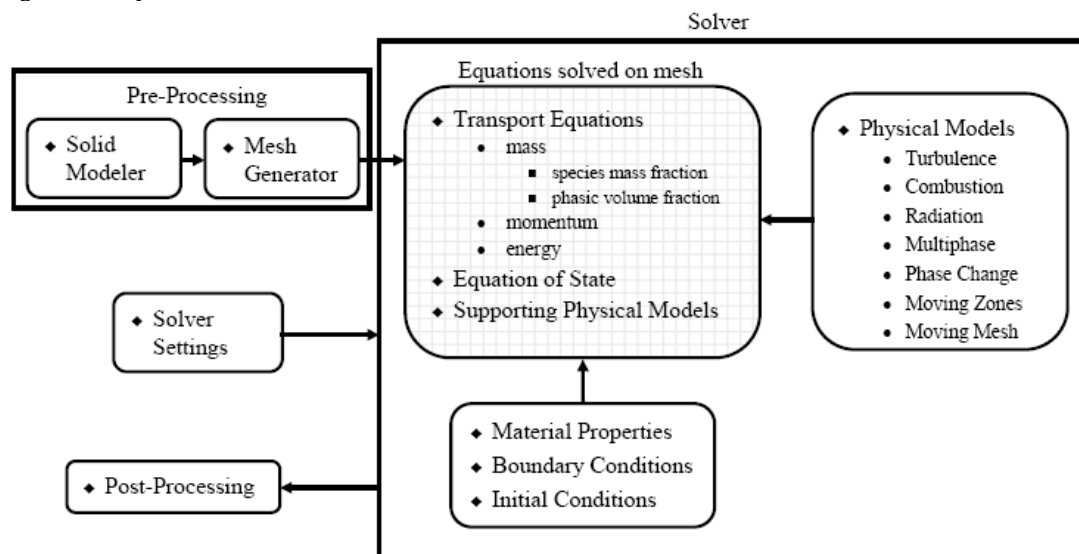 Solver
Pre-Processing
Solid
Modeler
Mesh
Generator
Equations solved on mesh
Transport Equations
mass
species mass fraction
phasic volume fraction
momentum
energy
Equation of State
Supporting Physical Models
Physical Models
Turbulence
Combustion
Radiation
Multiphase
Phase Change
Moving Zones
Moving Mesh
Solver
Settings
Material Properties
Boundary Conditions
Initial Conditions
Post-Processing